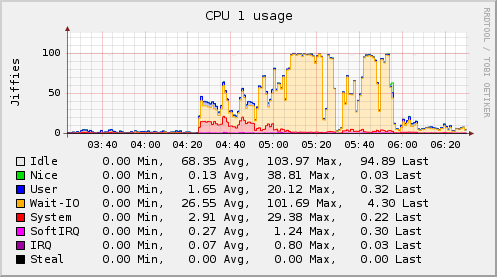 CPU 1 usage
RRDTOOL / TOBI OETIKER
Jiffies
100
50
0
03:40 04:00 04:20 04:40 05:00 05:20 05:40 06:00 06:20
Idle 0.00 Min, 68.35 Avg, 103.97 Max, 94.89 Last
Nice 0.00 Min, 0.13 Avg, 38.81 Max, 0.03 Last
User 0.00 Min, 1.65 Avg, 20.12 Max, 0.32 Last
Wait-IO 0.00 Min, 26.55 Avg, 101.69 Max, 4.30 Last
System 0.00 Min, 2.91 Avg, 29.38 Max, 0.22 Last
SoftIRQ 0.00 Min, 0.27 Avg, 1.24 Max, 0.30 Last
IRQ 0.00 Min, 0.07 Avg, 0.80 Max, 0.03 Last
Steal 0.00 Min, 0.00 Avg, 0.00 Max, 0.00 Last